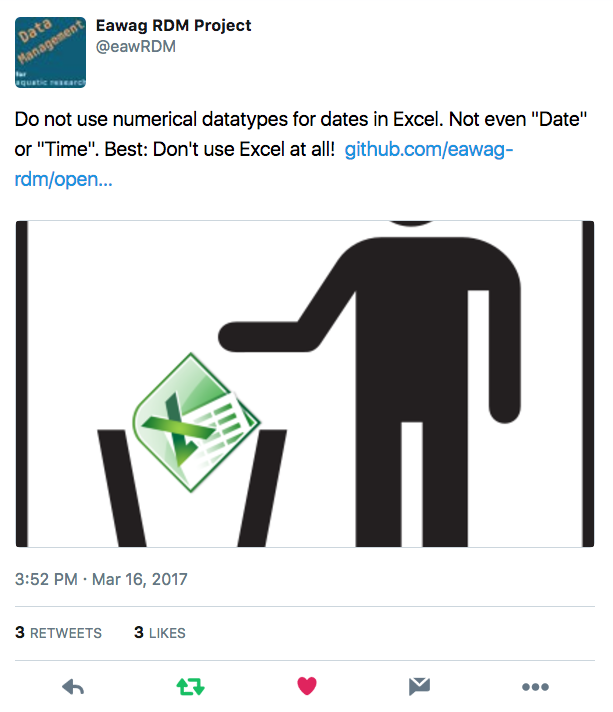 Data
Management
for
aquatic research
Eawag RDM Project
@eawRDM
Do not use numerical datatypes for dates in Excel. Not even "Date"
or "Time". Best: Don't use Excel at all! github.com/eawag-
rdm/open...
X
3:52 PM · Mar 16, 2017
3 RETWEETS 3 LIKES